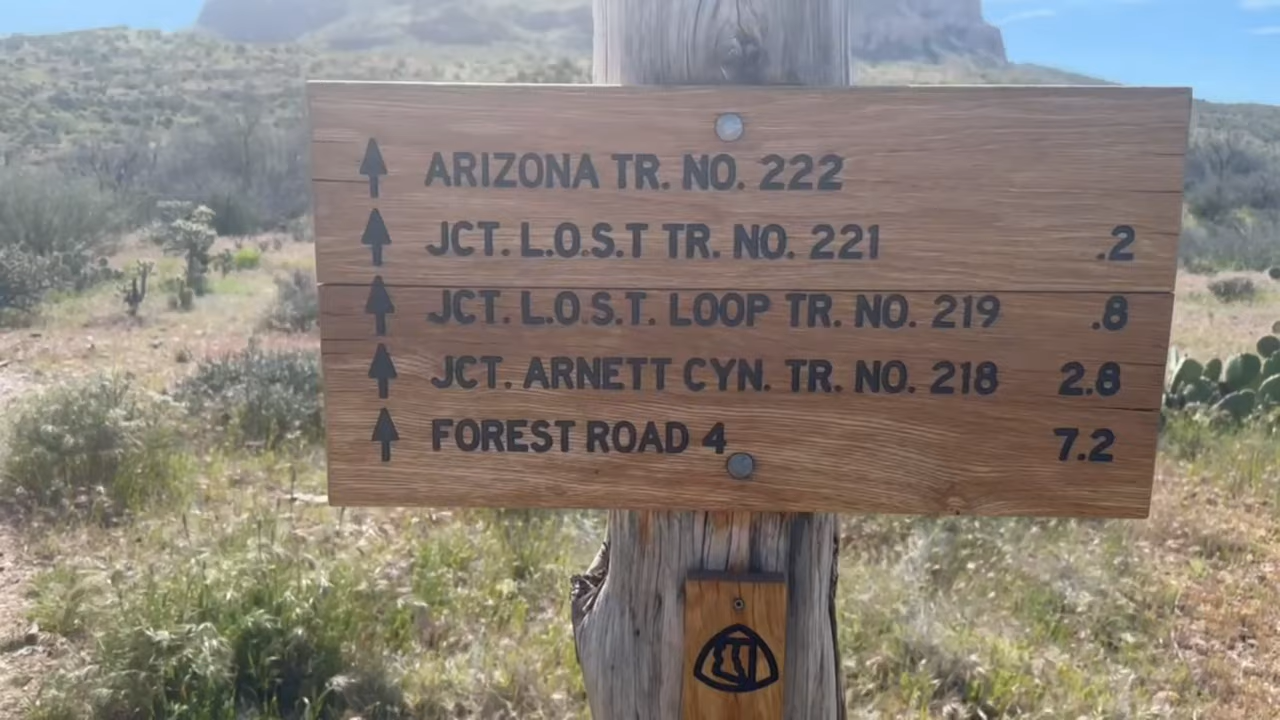 ARIZONA TR. NO. 222
JCT. L.O.S.T TR. NO. 221 .2
JCT. L.O.S.T. LOOP TR. NO. 219 .8
JCT. ARNETT CYN. TR. NO. 218 2.8
FOREST ROAD 4 7.2